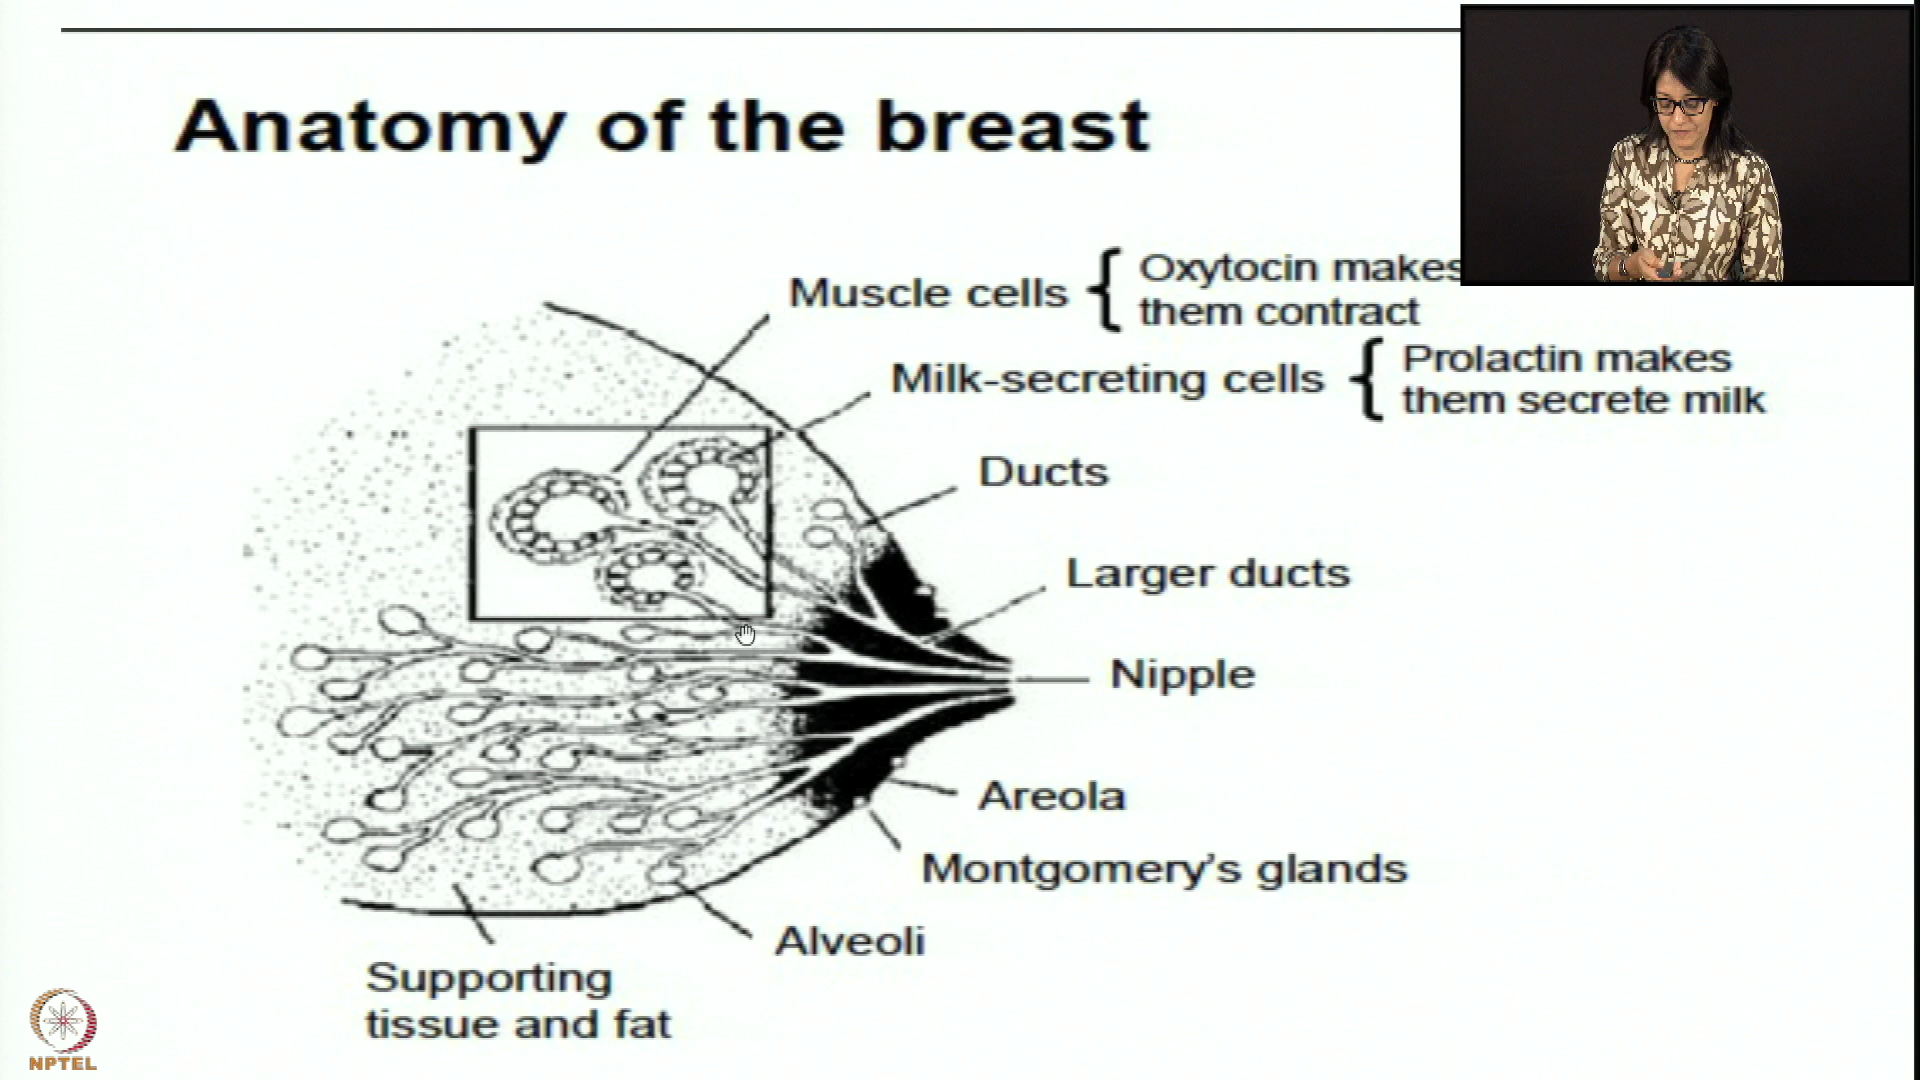 Anatomy of the breast
Muscle cells
Oxytocin makes
them contract
Milk-secreting cells
Prolactin makes
them secrete milk
Ducts
Larger ducts
Nipple
Areola
Montgomery's glands
Alveoli
Supporting
tissue and fat
NPTEL